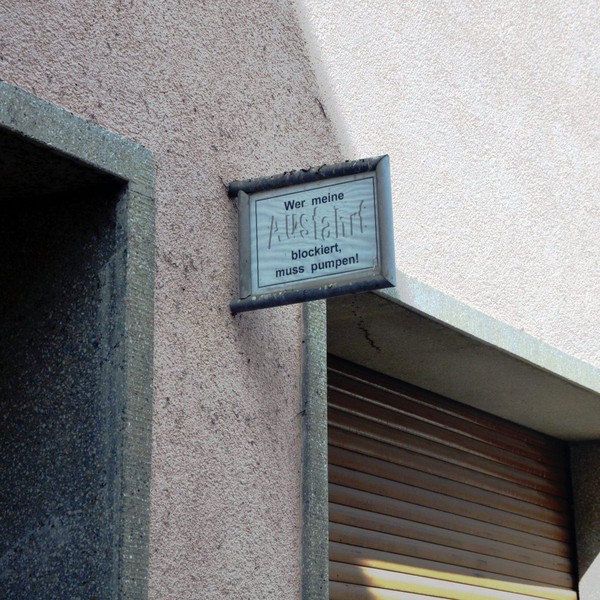 Wer meine
Ausfahrt
blockiert,
muss pumpen!